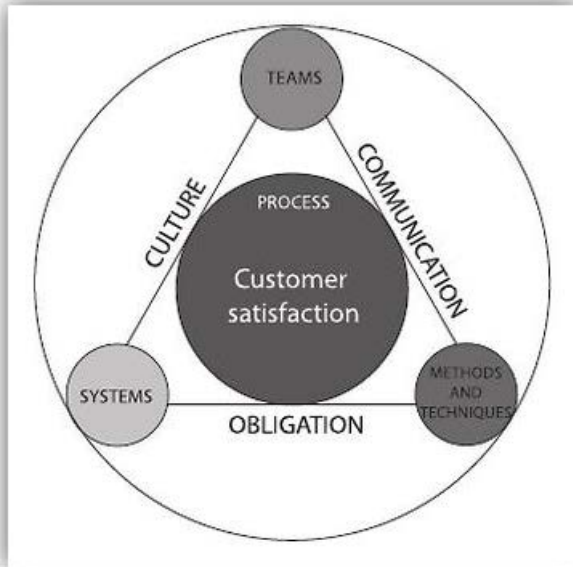 TEAMS
CULTURE
COMMUNICATION
PROCESS
Customer
satisfaction
SYSTEMS
METHODS
AND
TECHNIQUES
OBLIGATION